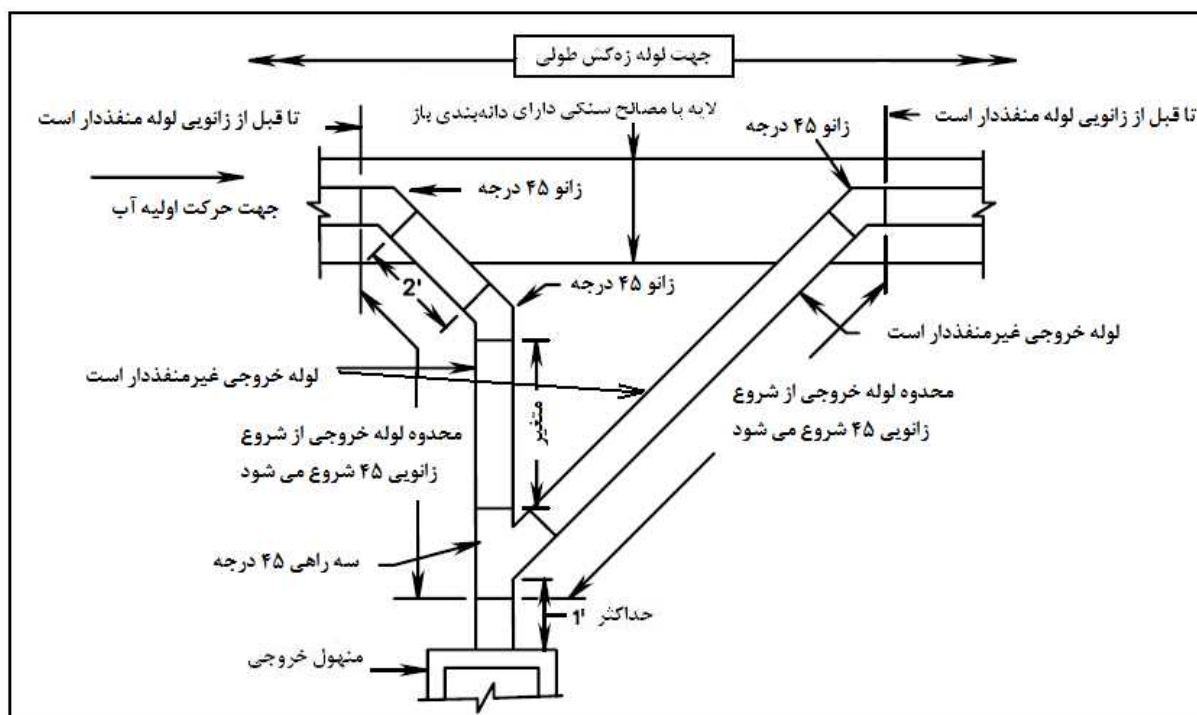 جهت لوله زه‌کش طولی
لایه با مصالح سنگی دارای دانه‌بندی باز
تا قبل از زانویی لوله منفذدار است
زانو ۴۵ درجه
تا قبل از زانویی لوله منفذدار است
زانو ۴۵ درجه
جهت حرکت اولیه آب
زانو ۴۵ درجه
2'
لوله خروجی غیرمنفذدار است
لوله خروجی غیرمنفذدار است
متغیر
محدوه لوله خروجی از شروع
زانویی ۴۵ شروع می شود
محدوه لوله خروجی از شروع
زانویی ۴۵ شروع می شود
سه راهی ۴۵ درجه
حداکثر 1'
منهول خروجی